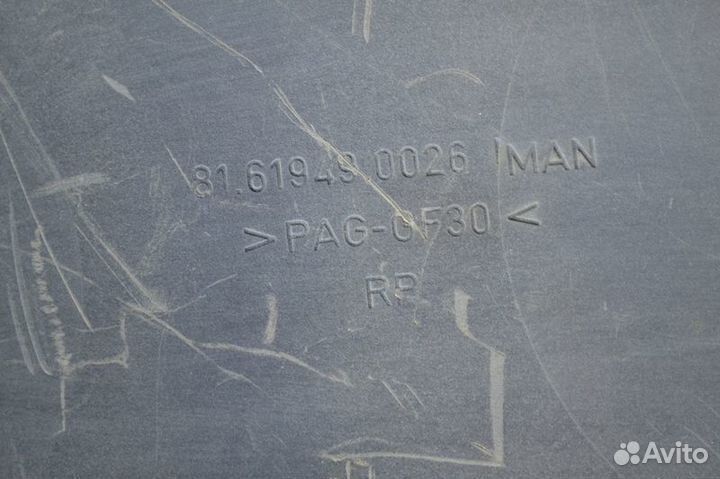 81.61949.0026 MAN
>PAG-GF30<
RP
Avito